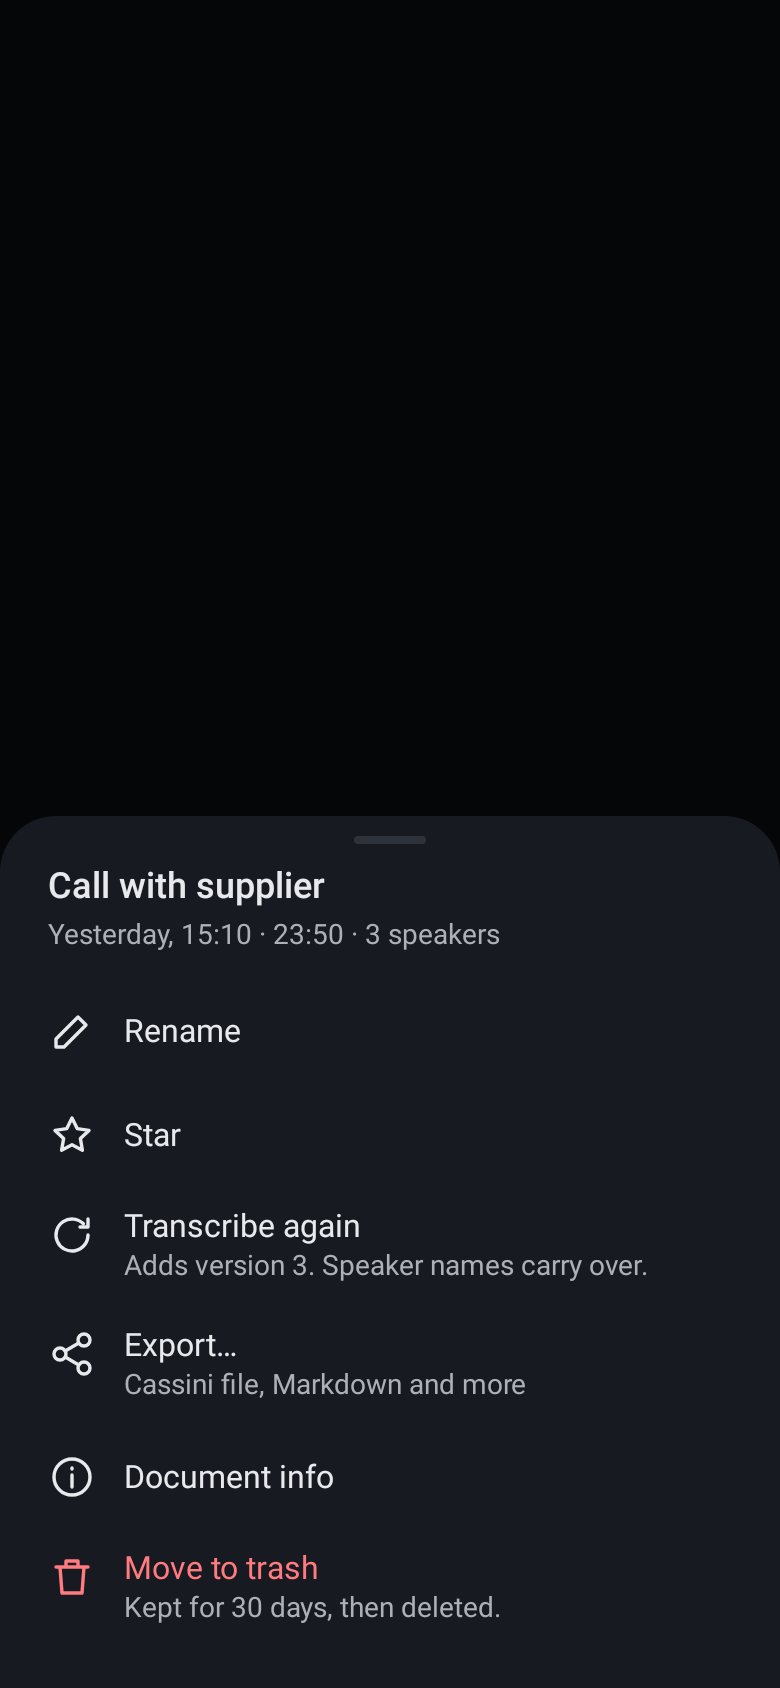 Call with supplier
Yesterday, 15:10 · 23:50 · 3 speakers
Rename
Star
Transcribe again
Adds version 3. Speaker names carry over.
Export…
Cassini file, Markdown and more
Document info
Move to trash
Kept for 30 days, then deleted.